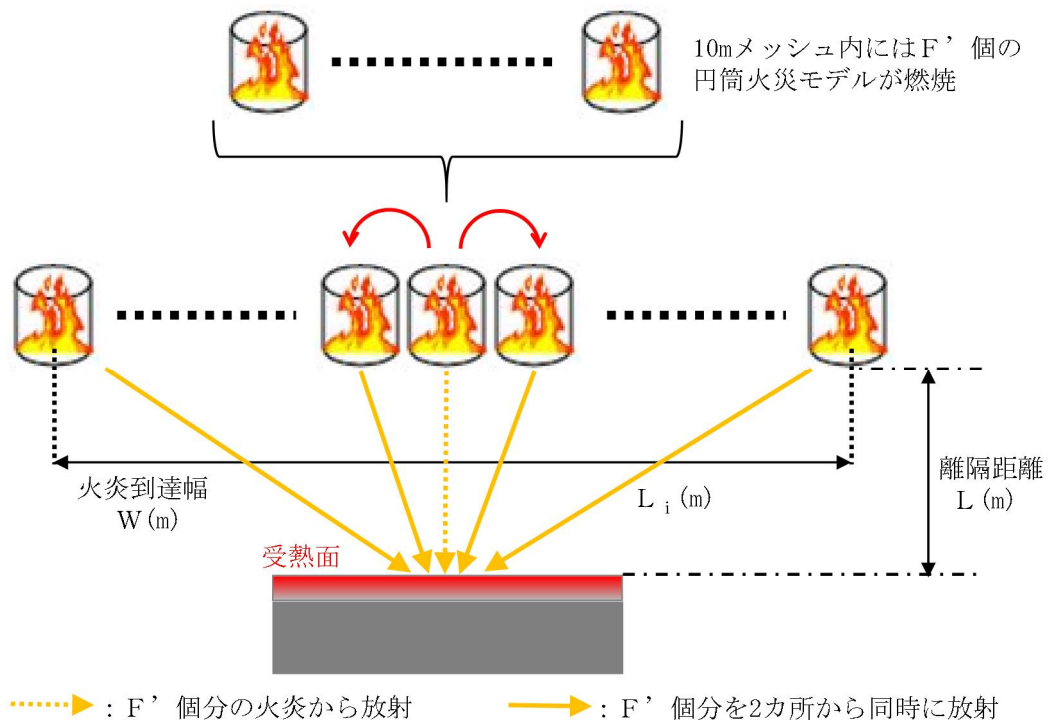 10mメッシュ内にはF’個の
円筒火災モデルが燃焼
火炎到達幅
W(m)
Li(m)
離隔距離
L(m)
受熱面
:F’個分の火炎から放射
:F’個分を2カ所から同時に放射